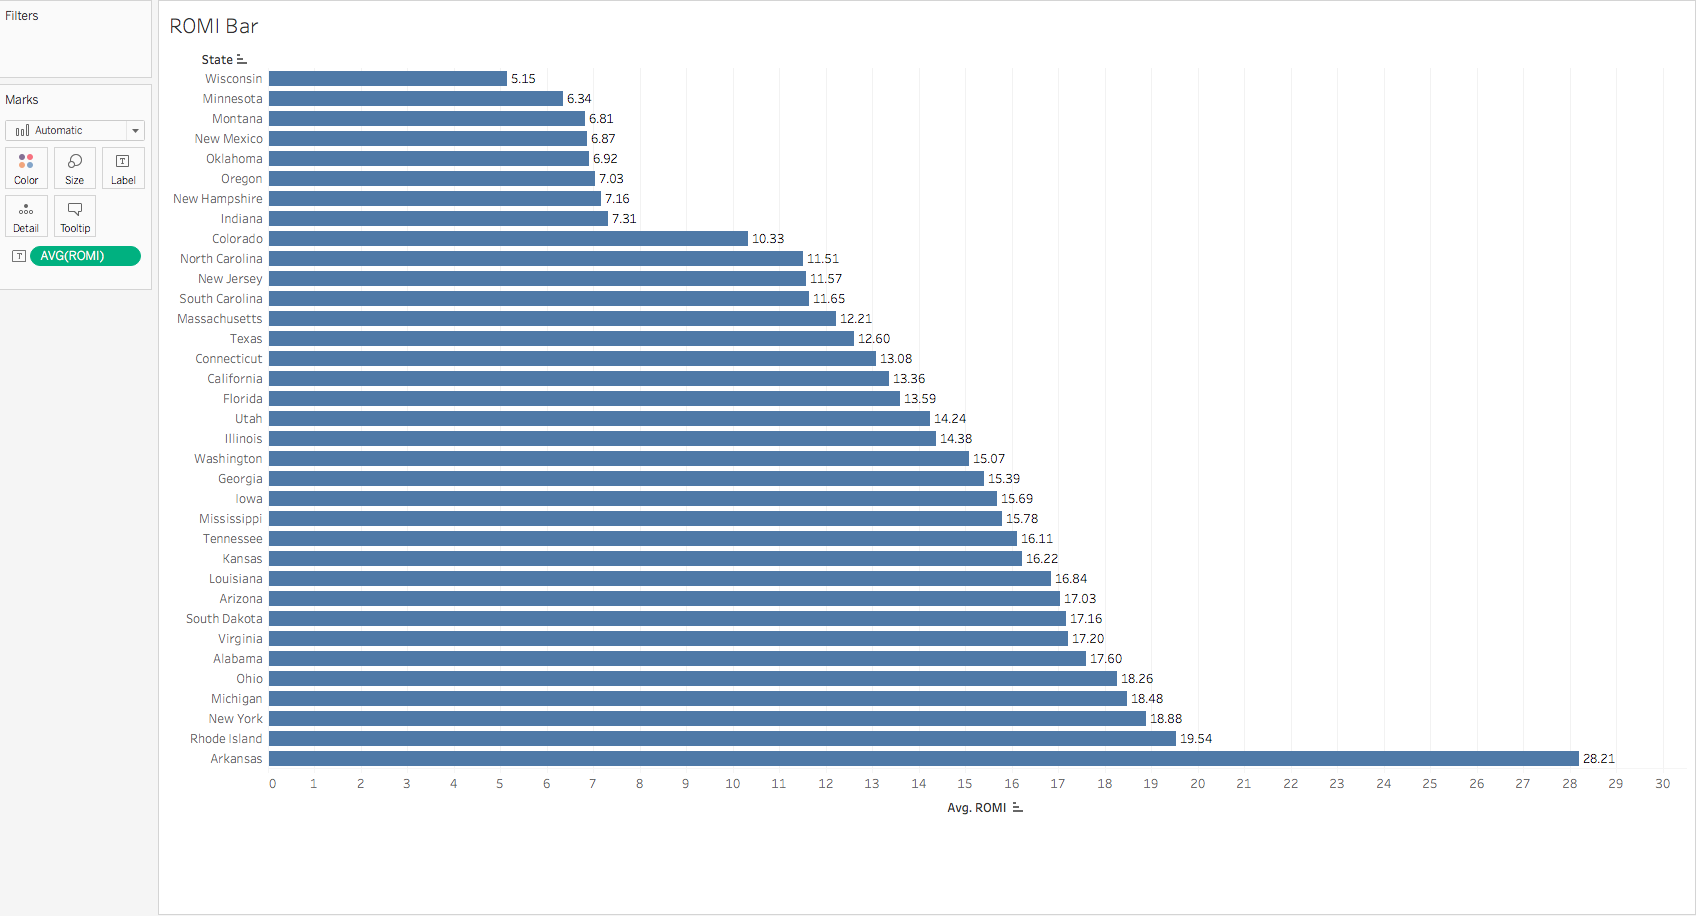 Filters
Marks
Automatic
Color Size Label
Detail Tooltip
AVG(ROMI)
ROMI Bar
State
Wisconsin 5.15
Minnesota 6.34
Montana 6.81
New Mexico 6.87
Oklahoma 6.92
Oregon 7.03
New Hampshire 7.16
Indiana 7.31
Colorado 10.33
North Carolina 11.51
New Jersey 11.57
South Carolina 11.65
Massachusetts 12.21
Texas 12.60
Connecticut 13.08
California 13.36
Florida 13.59
Utah 14.24
Illinois 14.38
Washington 15.07
Georgia 15.39
Iowa 15.69
Mississippi 15.78
Tennessee 16.11
Kansas 16.22
Louisiana 16.84
Arizona 17.03
South Dakota 17.16
Virginia 17.20
Alabama 17.60
Ohio 18.26
Michigan 18.48
New York 18.88
Rhode Island 19.54
Arkansas 28.21
0 1 2 3 4 5 6 7 8 9 10 11 12 13 14 15 16 17 18 19 20 21 22 23 24 25 26 27 28 29 30
Avg. ROMI